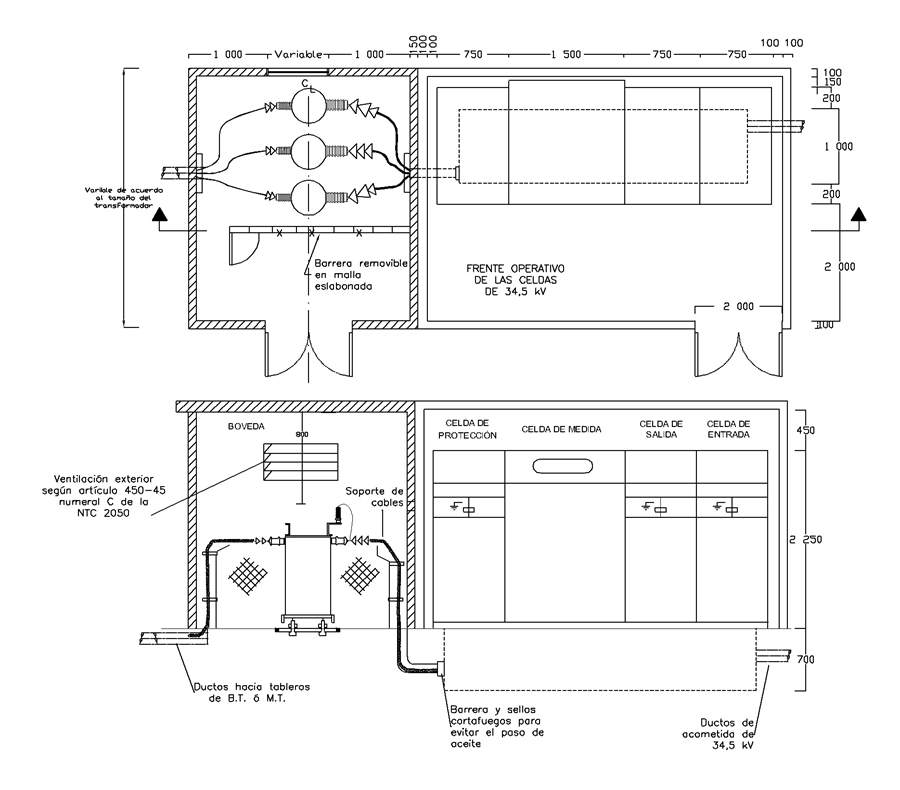 1 000
Variable
1 000
150
100
100
750
1 500
750
750
100 100
C
L
100
150
200
1 000
200
2 000
100
Varible de acuerdo
al tamaño del
transformador
Barrera removible
en malla
eslabonada
FRENTE OPERATIVO
DE LAS CELDAS
DE 34,5 kV
2 000
BOVEDA
800
CELDA DE
PROTECCIÓN
CELDA DE MEDIDA
CELDA DE
SALIDA
CELDA DE
ENTRADA
450
Ventilación exterior
según artículo 450-45
numeral C de la
NTC 2050
Soporte de
cables
2 250
700
Ductos hacia tableros
de B.T. ó M.T.
Barrera y sellos
cortafuegos para
evitar el paso de
aceite
Ductos de
acometida de
34,5 kV